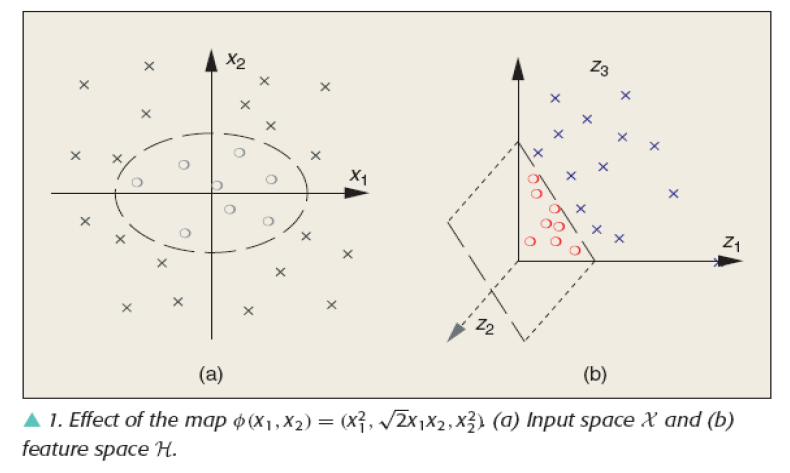 x₂
x₁
(a)
z₃
z₁
z₂
(b)
▲ 1. Effect of the map ϕ(x₁, x₂) = (x₁², √2x₁x₂, x₂²). (a) Input space 𝒳 and (b)
feature space ℋ.